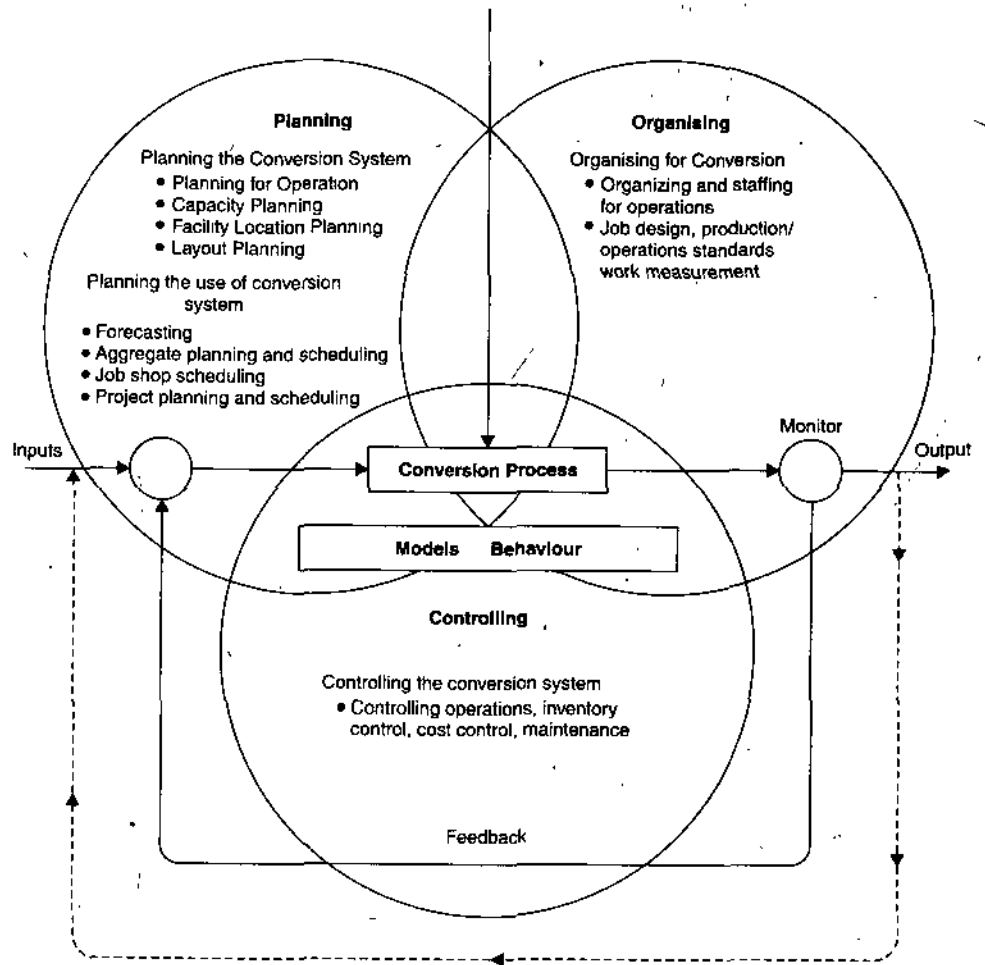 Planning
Planning the Conversion System
• Planning for Operation
• Capacity Planning
• Facility Location Planning
• Layout Planning
Planning the use of conversion
system
• Forecasting
• Aggregate planning and scheduling
• Job shop scheduling
• Project planning and scheduling
Organising
Organising for Conversion
• Organizing and staffing
for operations
• Job design, production/
operations standards
work measurement
Inputs
Conversion Process
Monitor
Output
Models Behaviour
Controlling
Controlling the conversion system
• Controlling operations, inventory
control, cost control, maintenance
Feedback